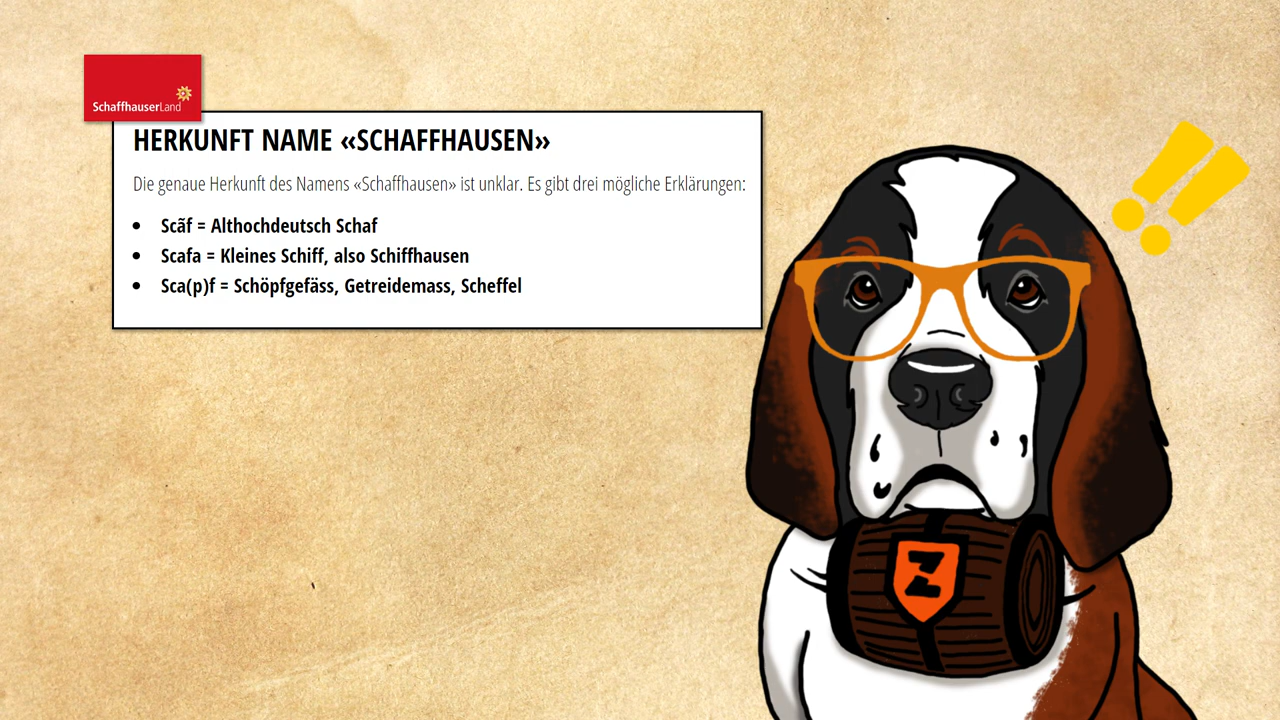 SchaffhauserLand
HERKUNFT NAME «SCHAFFHAUSEN»
Die genaue Herkunft des Namens «Schaffhausen» ist unklar. Es gibt drei mögliche Erklärungen:
• Scãf = Althochdeutsch Schaf
• Scafa = Kleines Schiff, also Schiffhausen
• Sca(p)f = Schöpfgefäss, Getreidemass, Scheffel
!!
Z